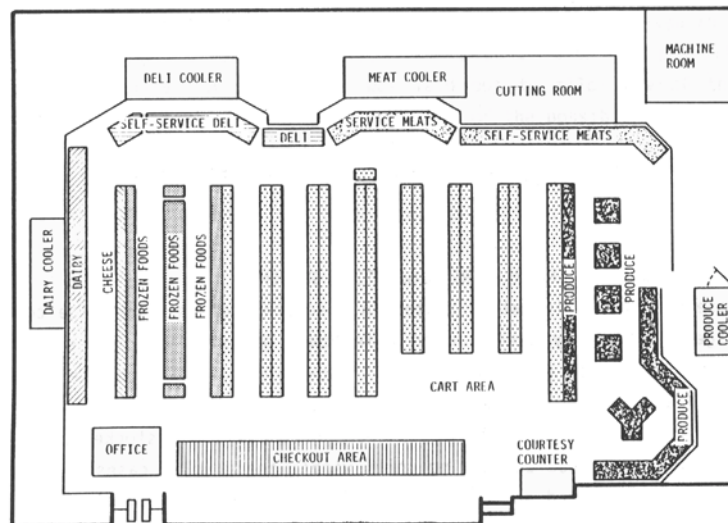 MACHINE
ROOM
DELI COOLER
MEAT COOLER
CUTTING ROOM
SELF-SERVICE DELI
DELI
SERVICE MEATS
SELF-SERVICE MEATS
DAIRY COOLER
DAIRY
CHEESE
FROZEN FOODS
FROZEN FOODS
FROZEN FOODS
PRODUCE
PRODUCE
PRODUCE
COOLER
CART AREA
PRODUCE
OFFICE
CHECKOUT AREA
COURTESY
COUNTER